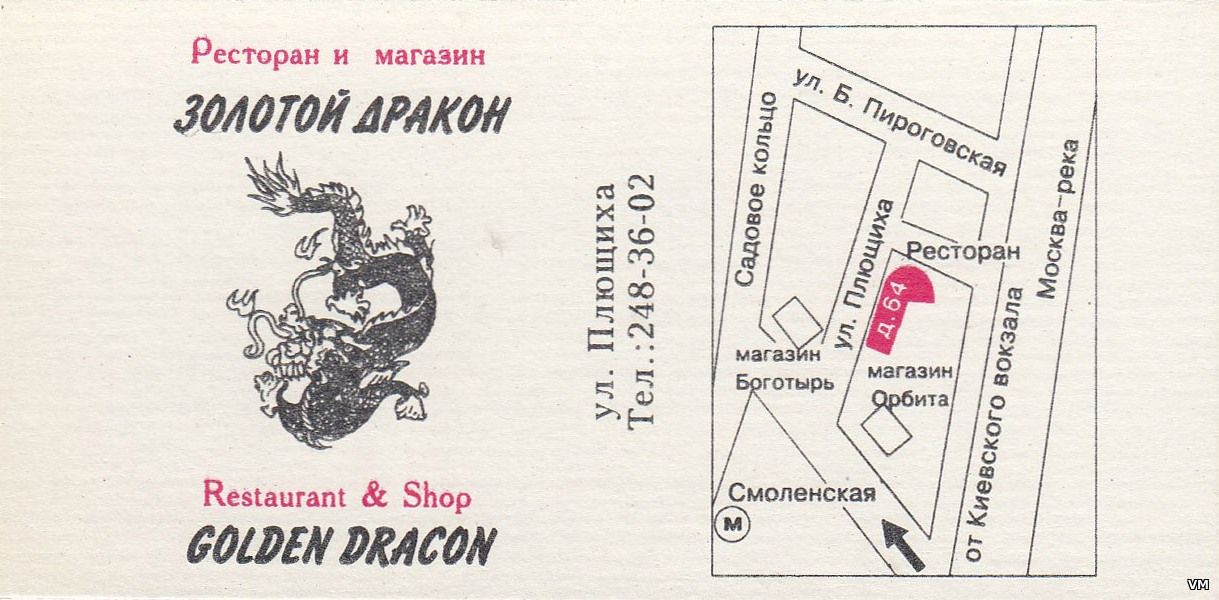 Ресторан и магазин
ЗОЛОТОЙ ДРАКОН
Restaurant & Shop
GOLDEN DRACON
ул. Плющиха
Тел.:248-36-02
ул. Б. Пироговская
Садовое кольцо
ул. Плющиха
Ресторан
Москва-река
д.64
магазин
Боготырь
магазин
Орбита
от Киевского вокзала
Смоленская
М
VM